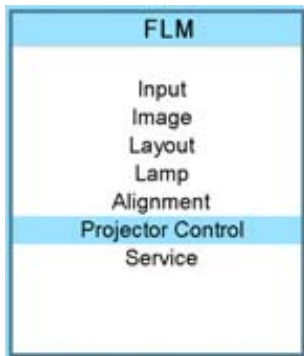 FLM
Input
Image
Layout
Lamp
Alignment
Projector Control
Service